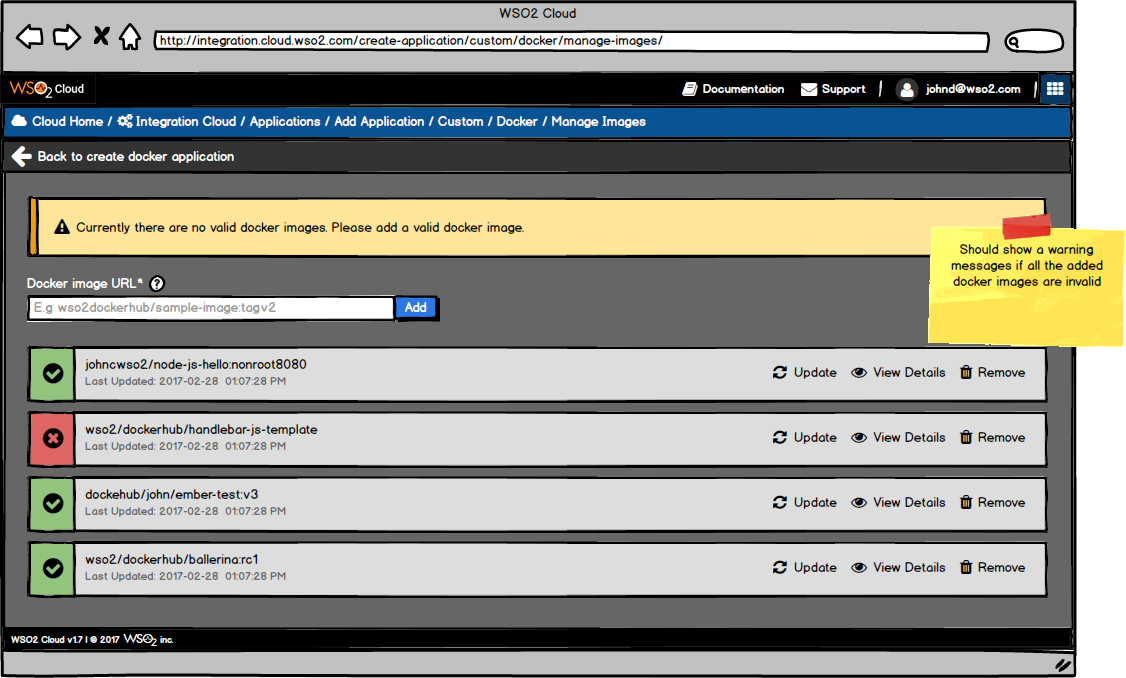 WSO2 Cloud
http://integration.cloud.wso2.com/create-application/custom/docker/manage-images/
WSO2 Cloud
Documentation Support | johnd@wso2.com |
Cloud Home / Integration Cloud / Applications / Add Application / Custom / Docker / Manage Images
Back to create docker application
Currently there are no valid docker images. Please add a valid docker image.
Should show a warning
messages if all the added
docker images are invalid
Docker image URL* ?
E.g wso2dockerhub/sample-image:tagv2 Add
johncwso2/node-js-hello:nonroot8080
Last Updated: 2017-02-28 01:07:28 PM
Update View Details Remove
wso2/dockerhub/handlebar-js-template
Last Updated: 2017-02-28 01:07:28 PM
Update View Details Remove
dockehub/john/ember-test:v3
Last Updated: 2017-02-28 01:07:28 PM
Update View Details Remove
wso2/dockerhub/ballerina:rc1
Last Updated: 2017-02-28 01:07:28 PM
Update View Details Remove
WSO2 Cloud v1.7 | © 2017 WSO2 inc.